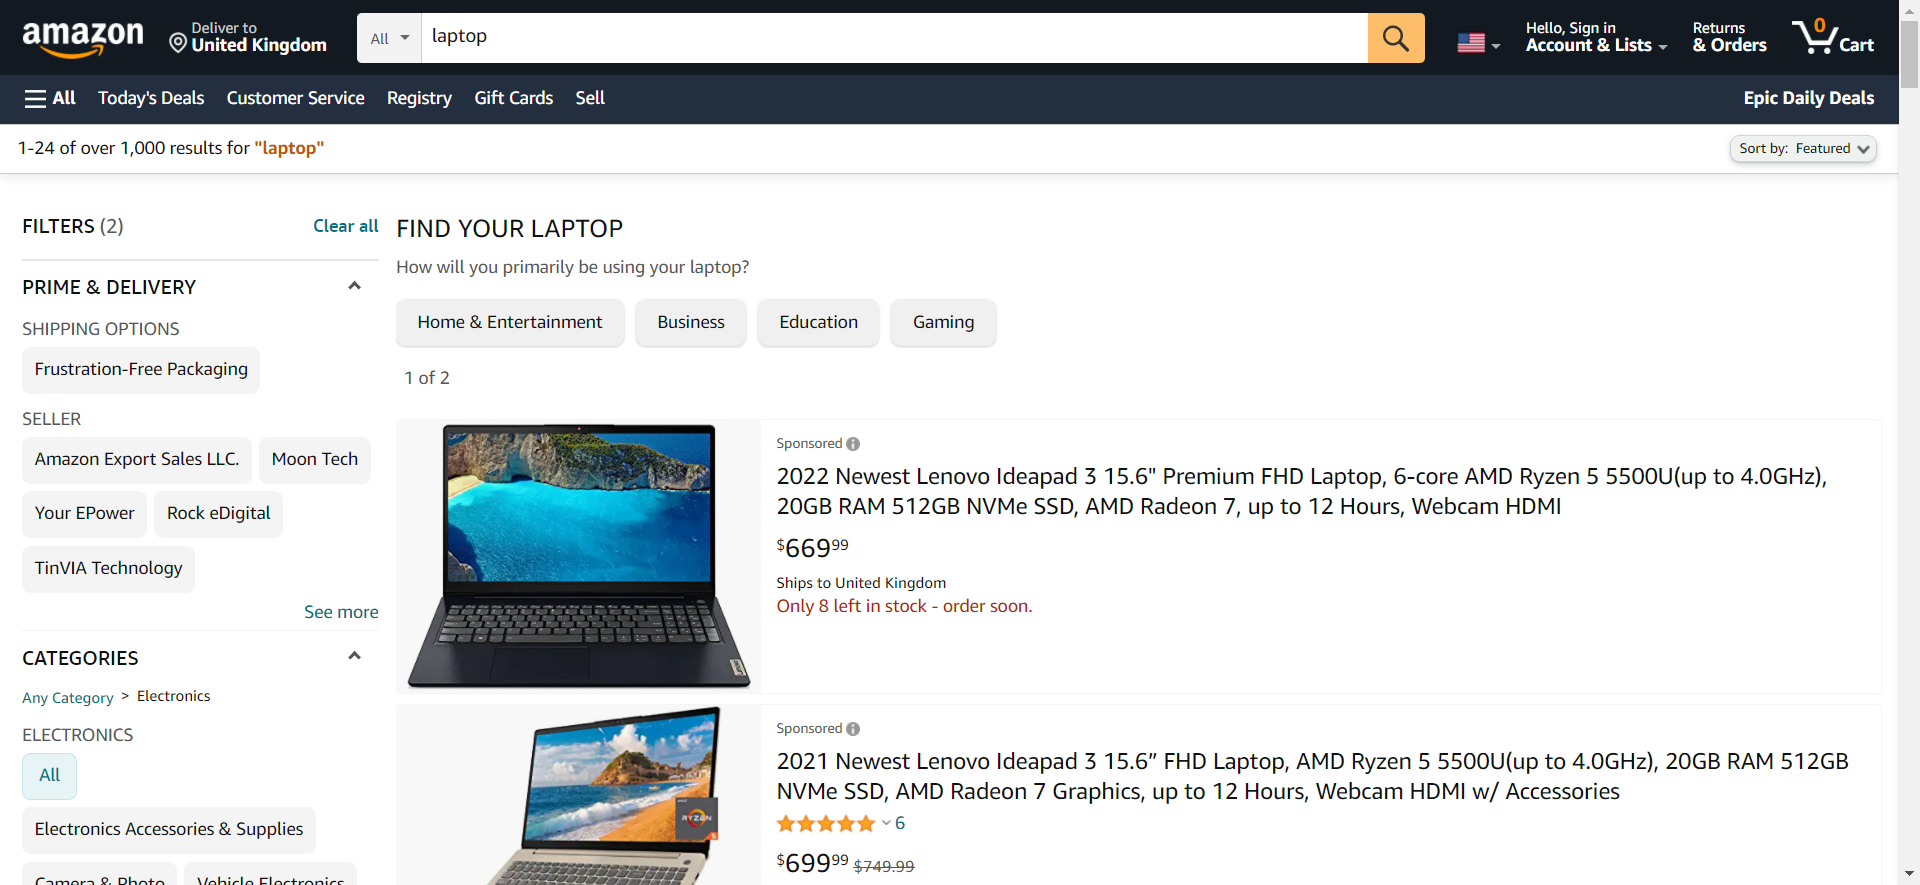 amazon
Deliver to
United Kingdom
All
laptop
Hello, Sign in
Account & Lists
Returns
& Orders
0
Cart
All
Today's Deals
Customer Service
Registry
Gift Cards
Sell
Epic Daily Deals
1-24 of over 1,000 results for "laptop"
Sort by: Featured
FILTERS (2)
Clear all
PRIME & DELIVERY
SHIPPING OPTIONS
Frustration-Free Packaging
SELLER
Amazon Export Sales LLC.
Moon Tech
Your EPower
Rock eDigital
TinVIA Technology
See more
CATEGORIES
Any Category > Electronics
ELECTRONICS
All
Electronics Accessories & Supplies
Camera & Photo
Vehicle Electronics
FIND YOUR LAPTOP
How will you primarily be using your laptop?
Home & Entertainment
Business
Education
Gaming
1 of 2
Sponsored
2022 Newest Lenovo Ideapad 3 15.6" Premium FHD Laptop, 6-core AMD Ryzen 5 5500U(up to 4.0GHz),
20GB RAM 512GB NVMe SSD, AMD Radeon 7, up to 12 Hours, Webcam HDMI
$669.99
Ships to United Kingdom
Only 8 left in stock - order soon.
Lenovo
Sponsored
2021 Newest Lenovo Ideapad 3 15.6” FHD Laptop, AMD Ryzen 5 5500U(up to 4.0GHz), 20GB RAM 512GB
NVMe SSD, AMD Radeon 7 Graphics, up to 12 Hours, Webcam HDMI w/ Accessories
6
$699.99 $749.99
RYZEN
5